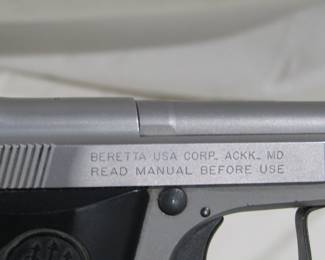 BERETTA USA CORP. ACKK. MD
READ MANUAL BEFORE USE